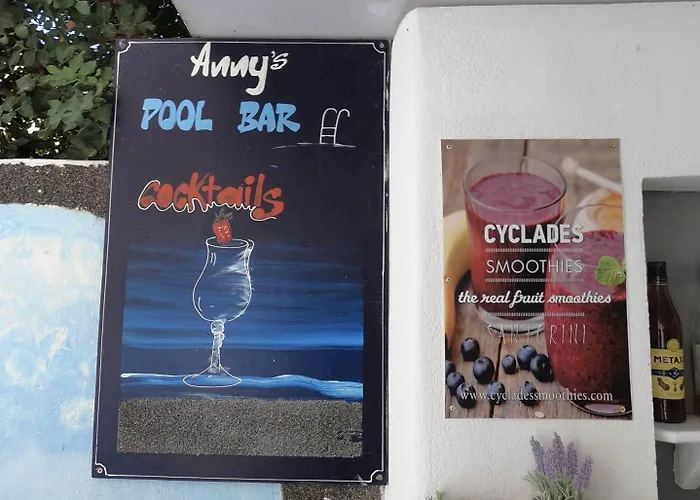 Anny's
POOL BAR
Cocktails
CYCLADES
SMOOTHIES
the real fruit smoothies
SANTORINI
www.cycladessmoothies.com
METAXA